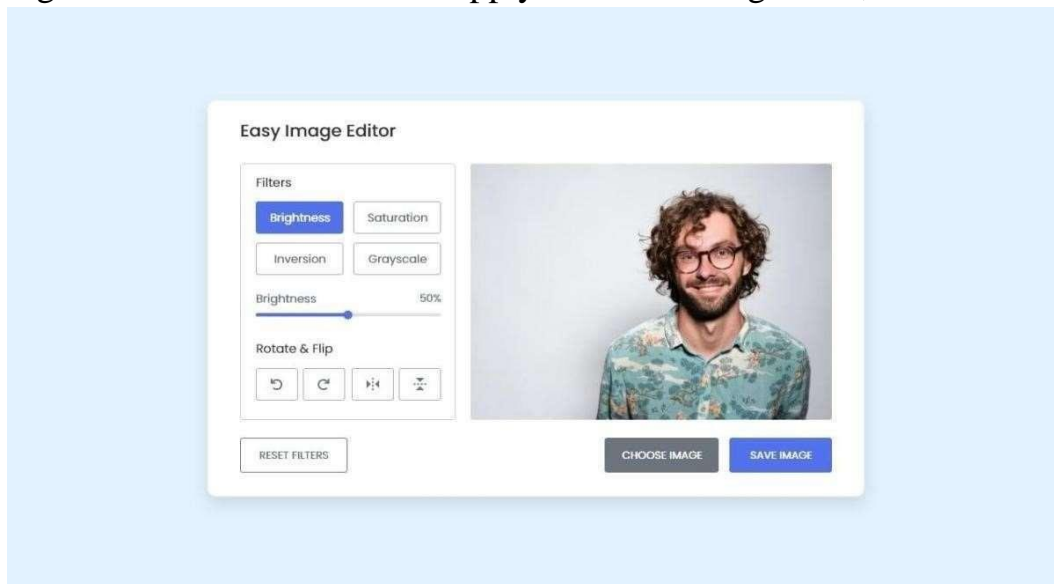 Easy Image Editor
Filters
Brightness
Saturation
Inversion
Grayscale
Brightness 50%
Rotate & Flip
RESET FILTERS
CHOOSE IMAGE
SAVE IMAGE